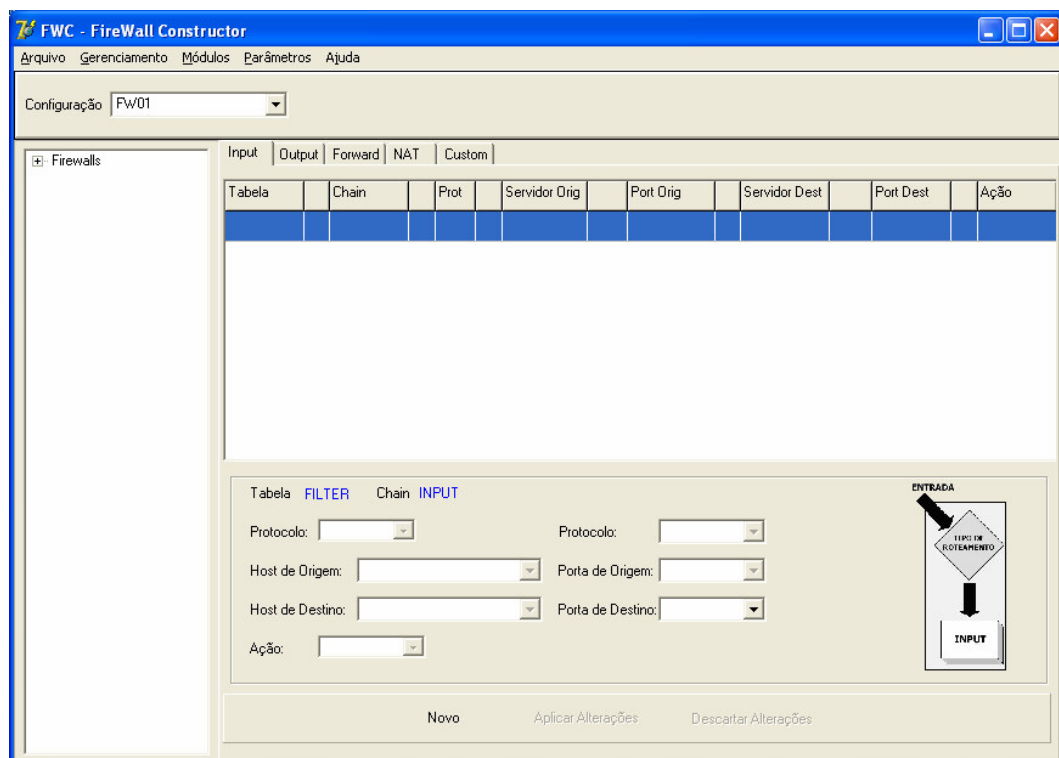 FWC - FireWall Constructor
Arquivo Gerenciamento Módulos Parâmetros Ajuda
Configuração FW01
Firewalls
Input Output Forward NAT Custom
Tabela Chain Prot Servidor Orig Port Orig Servidor Dest Port Dest Ação
Tabela FILTER Chain INPUT
Protocolo: Protocolo:
Host de Origem: Porta de Origem:
Host de Destino: Porta de Destino:
Ação:
ENTRADA
TIPO DE
ROTEAMENTO
INPUT
Novo Aplicar Alterações Descartar Alterações